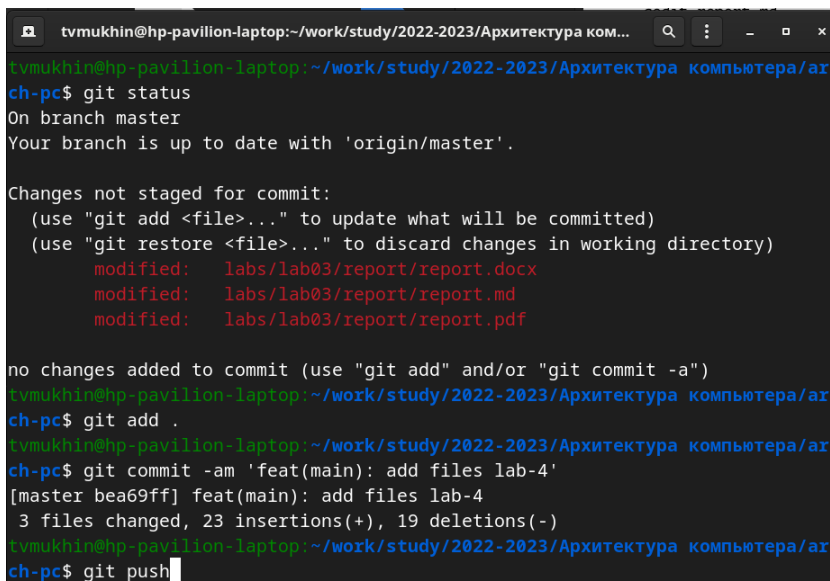 tvmukhin@hp-pavilion-laptop:~/work/study/2022-2023/Архитектура ком...
tvmukhin@hp-pavilion-laptop:~/work/study/2022-2023/Архитектура компьютера/ar
ch-pc$ git status
On branch master
Your branch is up to date with 'origin/master'.
Changes not staged for commit:
  (use "git add <file>..." to update what will be committed)
  (use "git restore <file>..." to discard changes in working directory)
        modified:   labs/lab03/report/report.docx
        modified:   labs/lab03/report/report.md
        modified:   labs/lab03/report/report.pdf
no changes added to commit (use "git add" and/or "git commit -a")
tvmukhin@hp-pavilion-laptop:~/work/study/2022-2023/Архитектура компьютера/ar
ch-pc$ git add .
tvmukhin@hp-pavilion-laptop:~/work/study/2022-2023/Архитектура компьютера/ar
ch-pc$ git commit -am 'feat(main): add files lab-4'
[master bea69ff] feat(main): add files lab-4
 3 files changed, 23 insertions(+), 19 deletions(-)
tvmukhin@hp-pavilion-laptop:~/work/study/2022-2023/Архитектура компьютера/ar
ch-pc$ git push